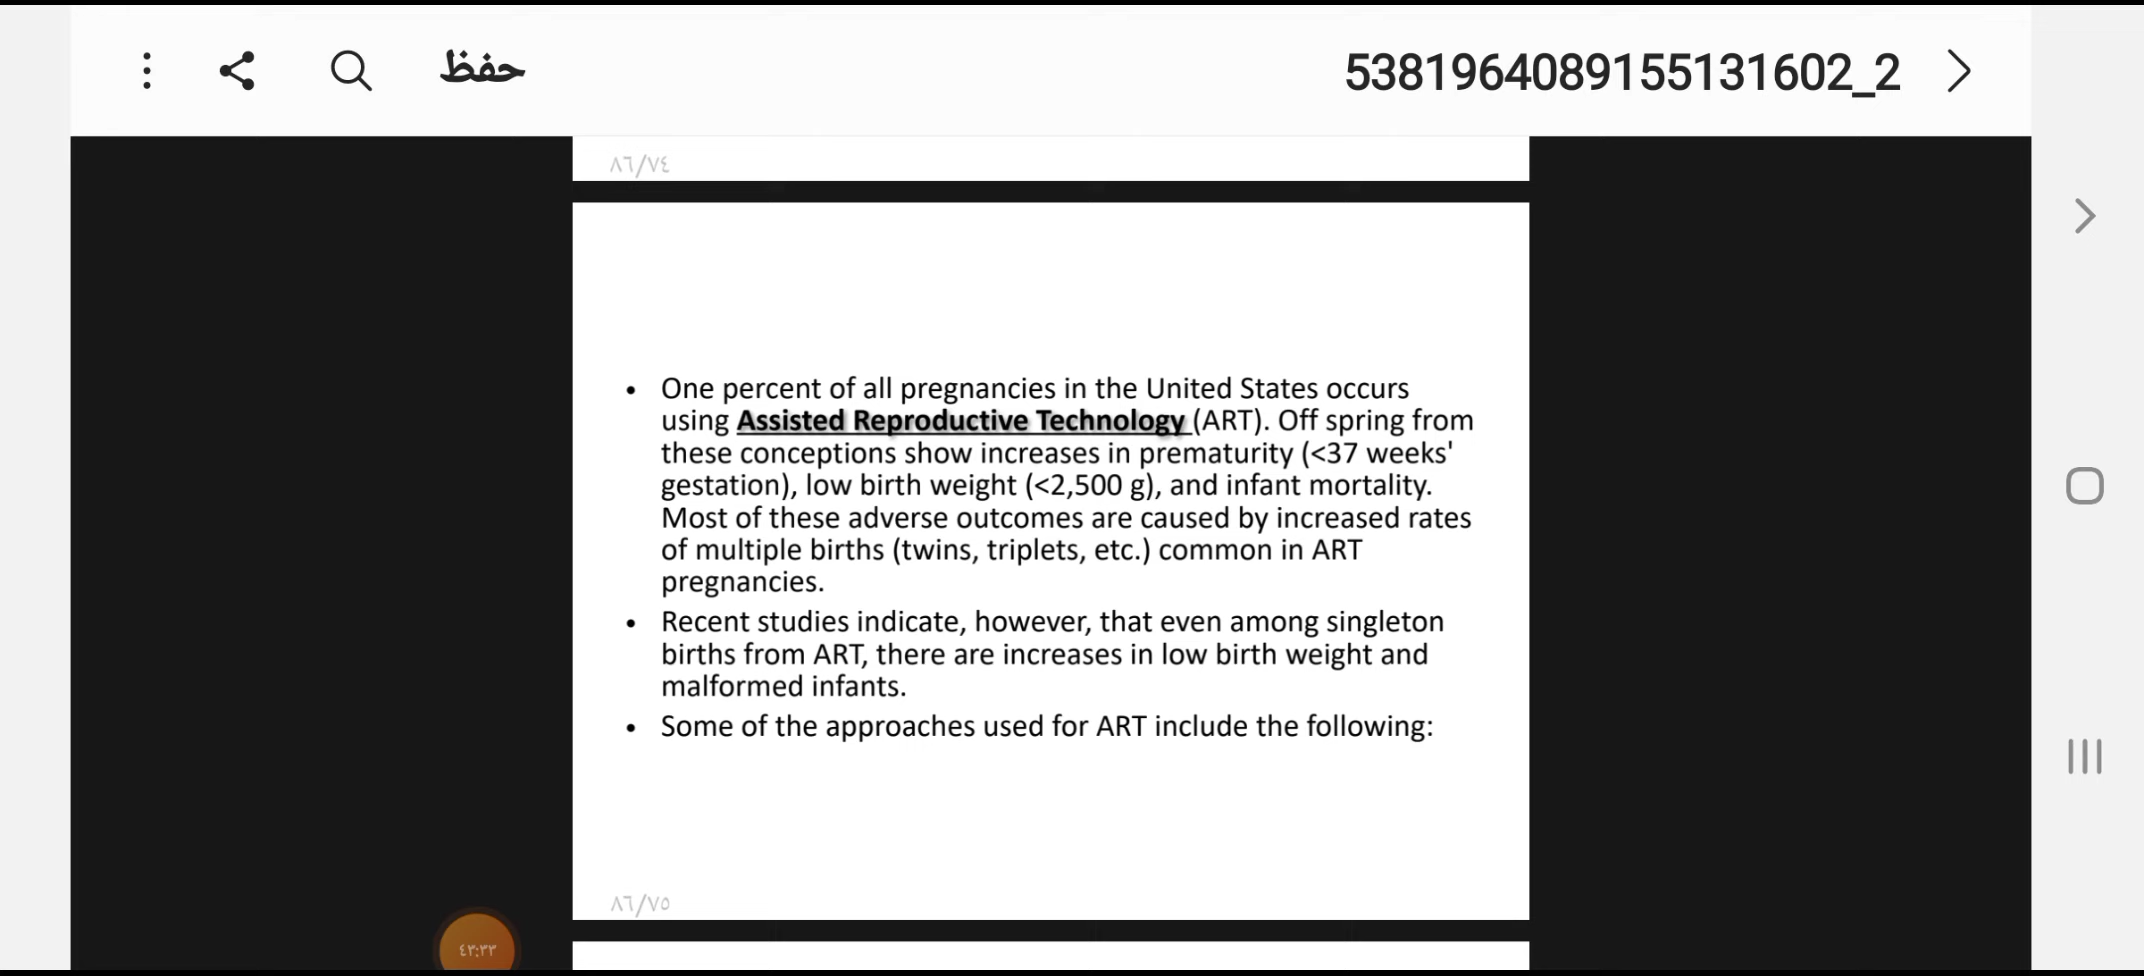 حفظ
5381964089155131602_2
٨٦/٧٤
• One percent of all pregnancies in the United States occurs
using Assisted Reproductive Technology (ART). Off spring from
these conceptions show increases in prematurity (<37 weeks'
gestation), low birth weight (<2,500 g), and infant mortality.
Most of these adverse outcomes are caused by increased rates
of multiple births (twins, triplets, etc.) common in ART
pregnancies.
• Recent studies indicate, however, that even among singleton
births from ART, there are increases in low birth weight and
malformed infants.
• Some of the approaches used for ART include the following:
٨٦/٧٥
٤٣:٣٣